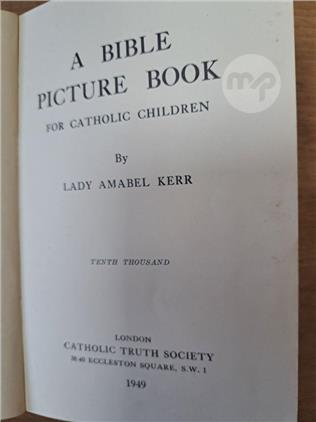 A BIBLE
PICTURE BOOK
FOR CATHOLIC CHILDREN
By
LADY AMABEL KERR
TENTH THOUSAND
LONDON
CATHOLIC TRUTH SOCIETY
38/40 ECCLESTON SQUARE, S.W. 1
1949
mp